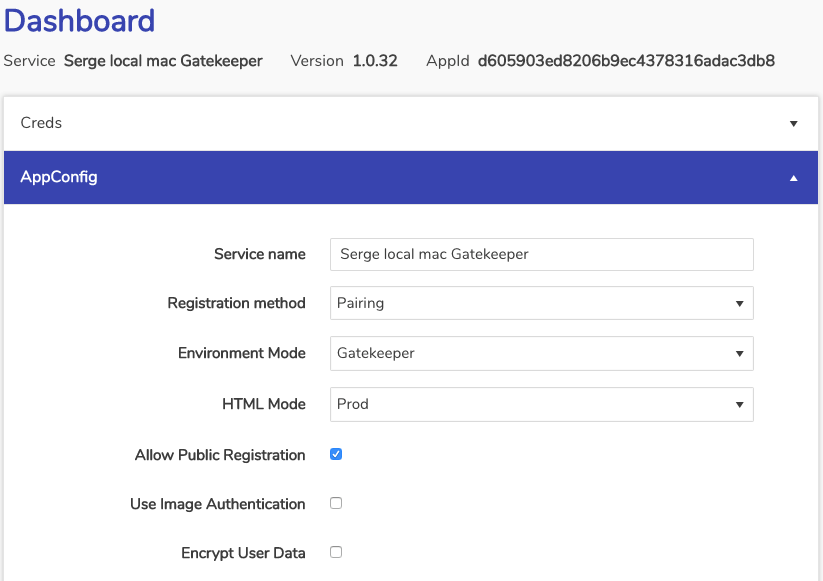 Dashboard
Service Serge local mac Gatekeeper Version 1.0.32 AppId d605903ed8206b9ec4378316adac3db8
Creds
AppConfig
Service name Serge local mac Gatekeeper
Registration method Pairing
Environment Mode Gatekeeper
HTML Mode Prod
Allow Public Registration
Use Image Authentication
Encrypt User Data